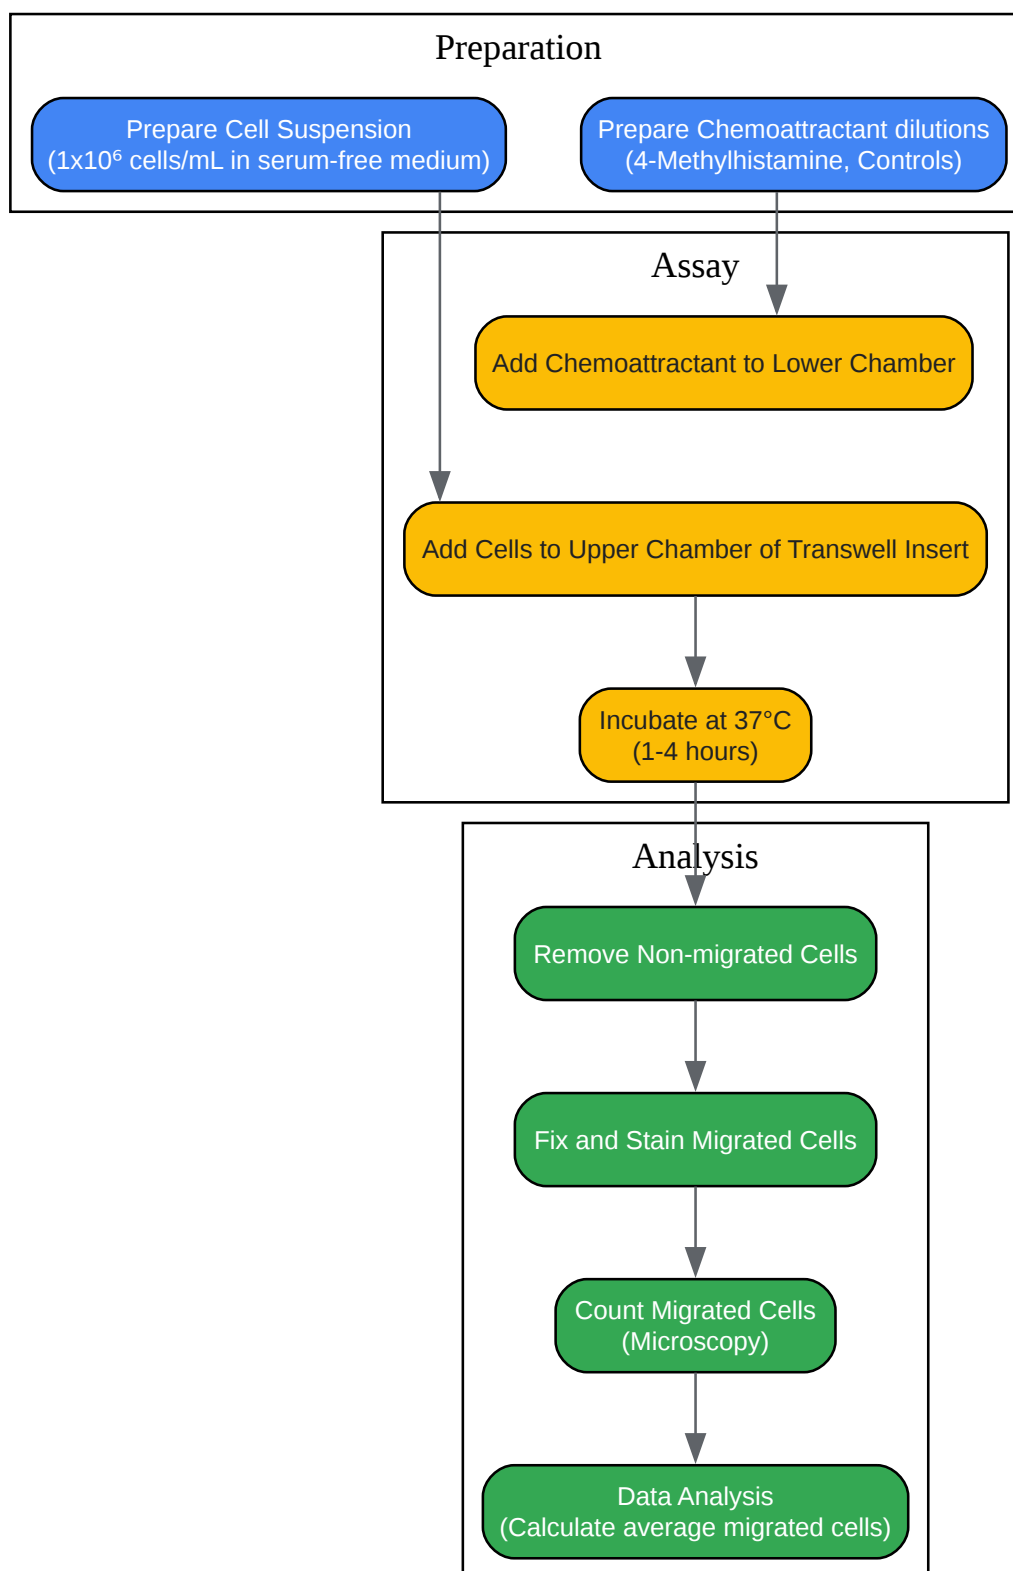 Preparation
Prepare Cell Suspension
(1x10⁶ cells/mL in serum-free medium)
Prepare Chemoattractant dilutions
(4-Methylhistamine, Controls)
Assay
Add Chemoattractant to Lower Chamber
Add Cells to Upper Chamber of Transwell Insert
Incubate at 37°C
(1-4 hours)
Analysis
Remove Non-migrated Cells
Fix and Stain Migrated Cells
Count Migrated Cells
(Microscopy)
Data Analysis
(Calculate average migrated cells)